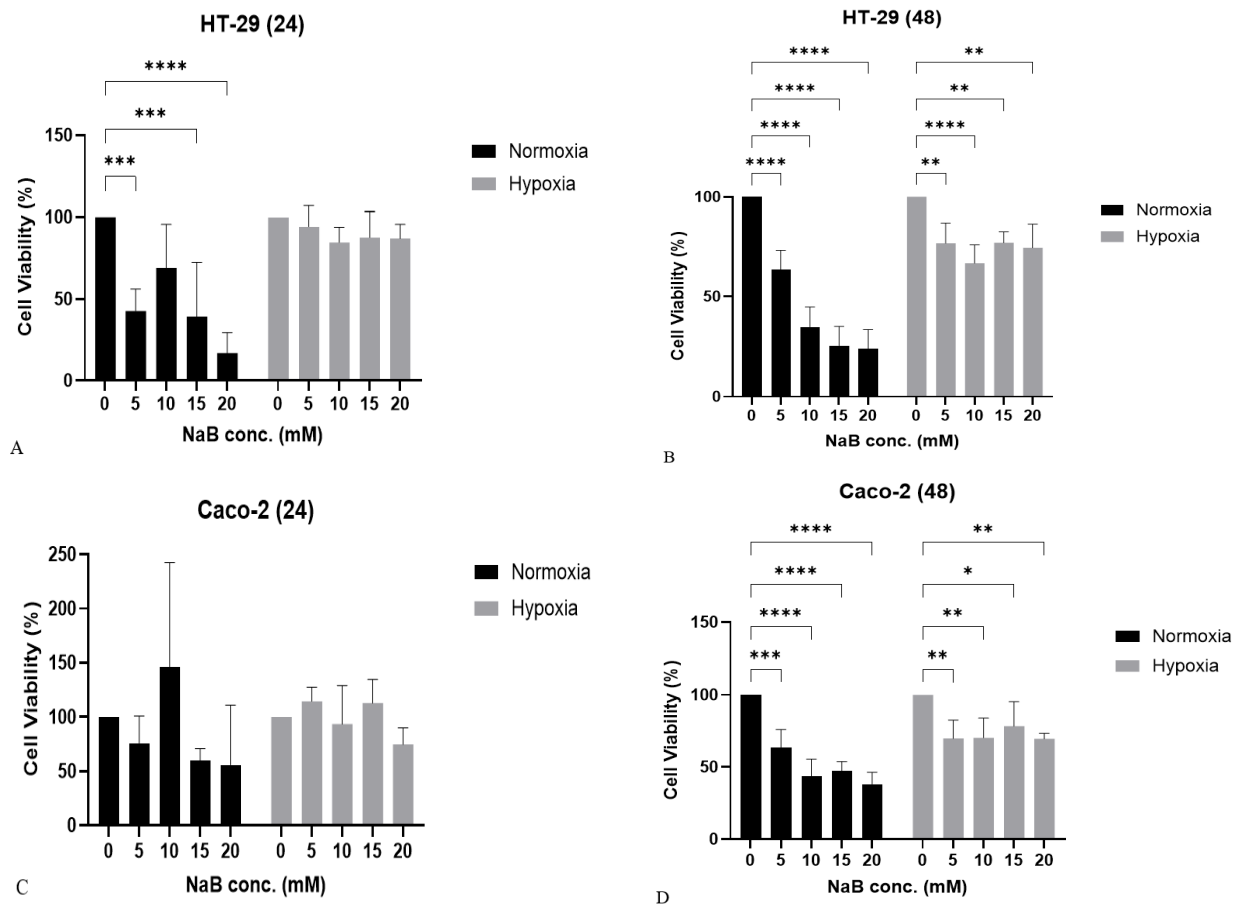 HT-29 (24)
****
***
***
150
100
50
0
Cell Viability (%)
0 5 10 15 20 0 5 10 15 20
NaB conc. (mM)
Normoxia
Hypoxia
A
HT-29 (48)
**** **
**** **
**** ****
**** **
100
50
0
Cell Viability (%)
0 5 10 15 20 0 5 10 15 20
NaB conc. (mM)
Normoxia
Hypoxia
B
Caco-2 (24)
250
200
150
100
50
0
Cell Viability (%)
0 5 10 15 20 0 5 10 15 20
NaB conc. (mM)
Normoxia
Hypoxia
C
Caco-2 (48)
**** **
**** *
**** **
*** **
150
100
50
0
Cell Viability (%)
0 5 10 15 20 0 5 10 15 20
NaB conc. (mM)
Normoxia
Hypoxia
D